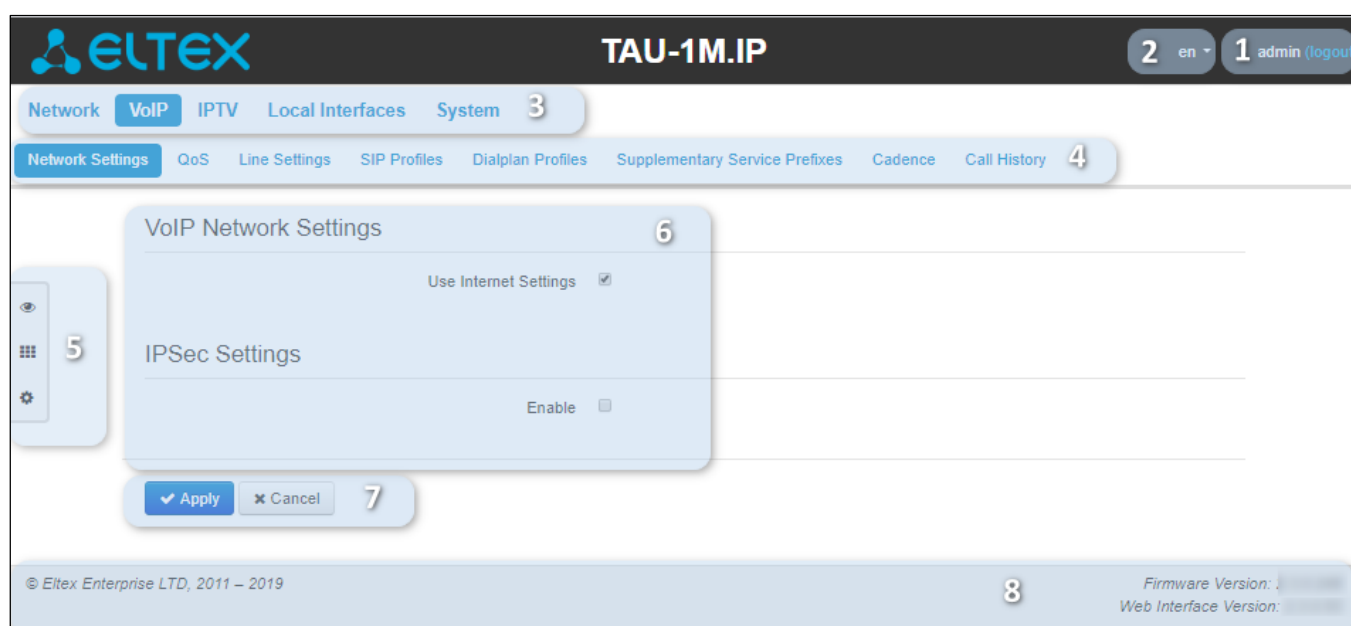 ELTEX
TAU-1M.IP
2 en 1 admin (logout
Network VoIP IPTV Local Interfaces System 3
Network Settings QoS Line Settings SIP Profiles Dialplan Profiles Supplementary Service Prefixes Cadence Call History 4
VoIP Network Settings 6
Use Internet Settings
5
IPSec Settings
Enable
Apply Cancel 7
© Eltex Enterprise LTD, 2011 – 2019
8
Firmware Version:
Web Interface Version: